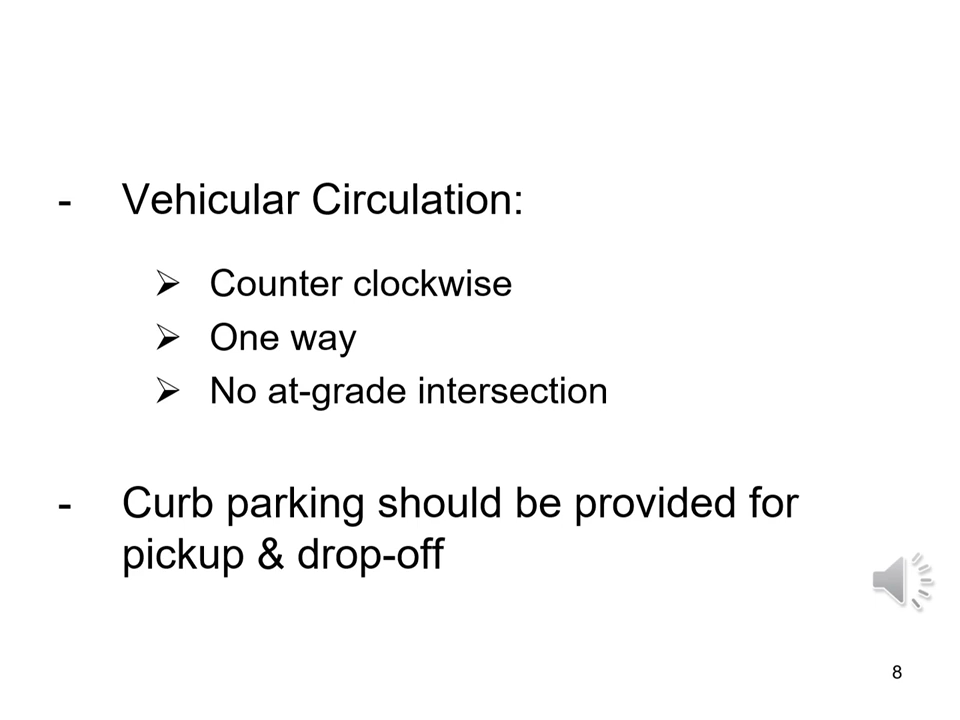 - Vehicular Circulation:
➢ Counter clockwise
➢ One way
➢ No at-grade intersection
- Curb parking should be provided for
pickup & drop-off
8